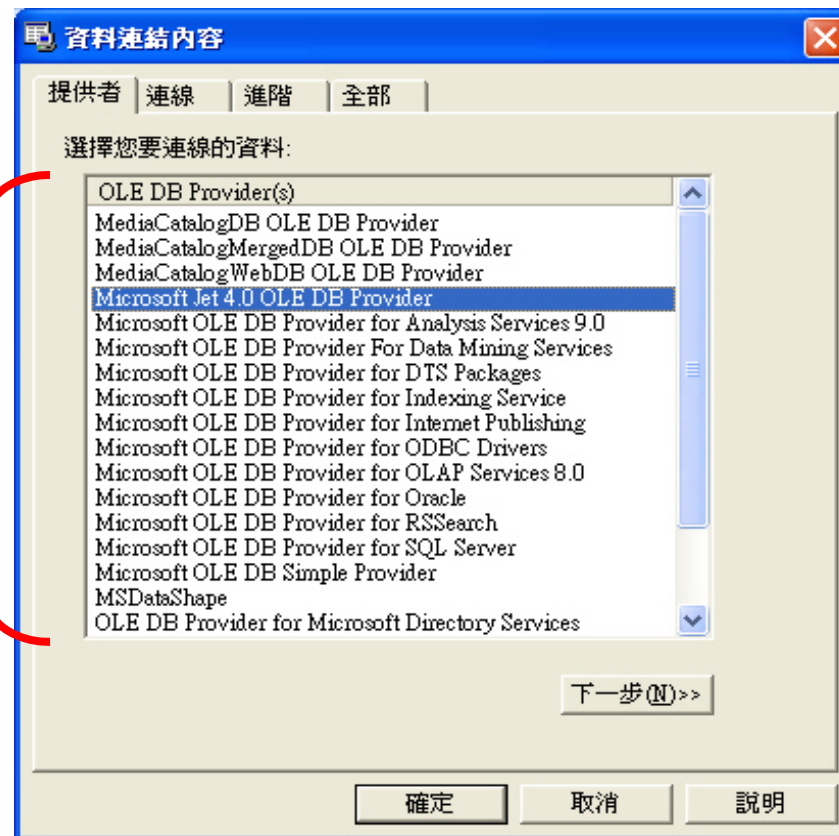 資料連結內容
提供者 連線 進階 全部
選擇您要連線的資料:
OLE DB Provider(s)
MediaCatalogDB OLE DB Provider
MediaCatalogMergedDB OLE DB Provider
MediaCatalogWebDB OLE DB Provider
Microsoft Jet 4.0 OLE DB Provider
Microsoft OLE DB Provider for Analysis Services 9.0
Microsoft OLE DB Provider For Data Mining Services
Microsoft OLE DB Provider for DTS Packages
Microsoft OLE DB Provider for Indexing Service
Microsoft OLE DB Provider for Internet Publishing
Microsoft OLE DB Provider for ODBC Drivers
Microsoft OLE DB Provider for OLAP Services 8.0
Microsoft OLE DB Provider for Oracle
Microsoft OLE DB Provider for RSSearch
Microsoft OLE DB Provider for SQL Server
Microsoft OLE DB Simple Provider
MSDataShape
OLE DB Provider for Microsoft Directory Services
下一步(N)>>
確定 取消 說明